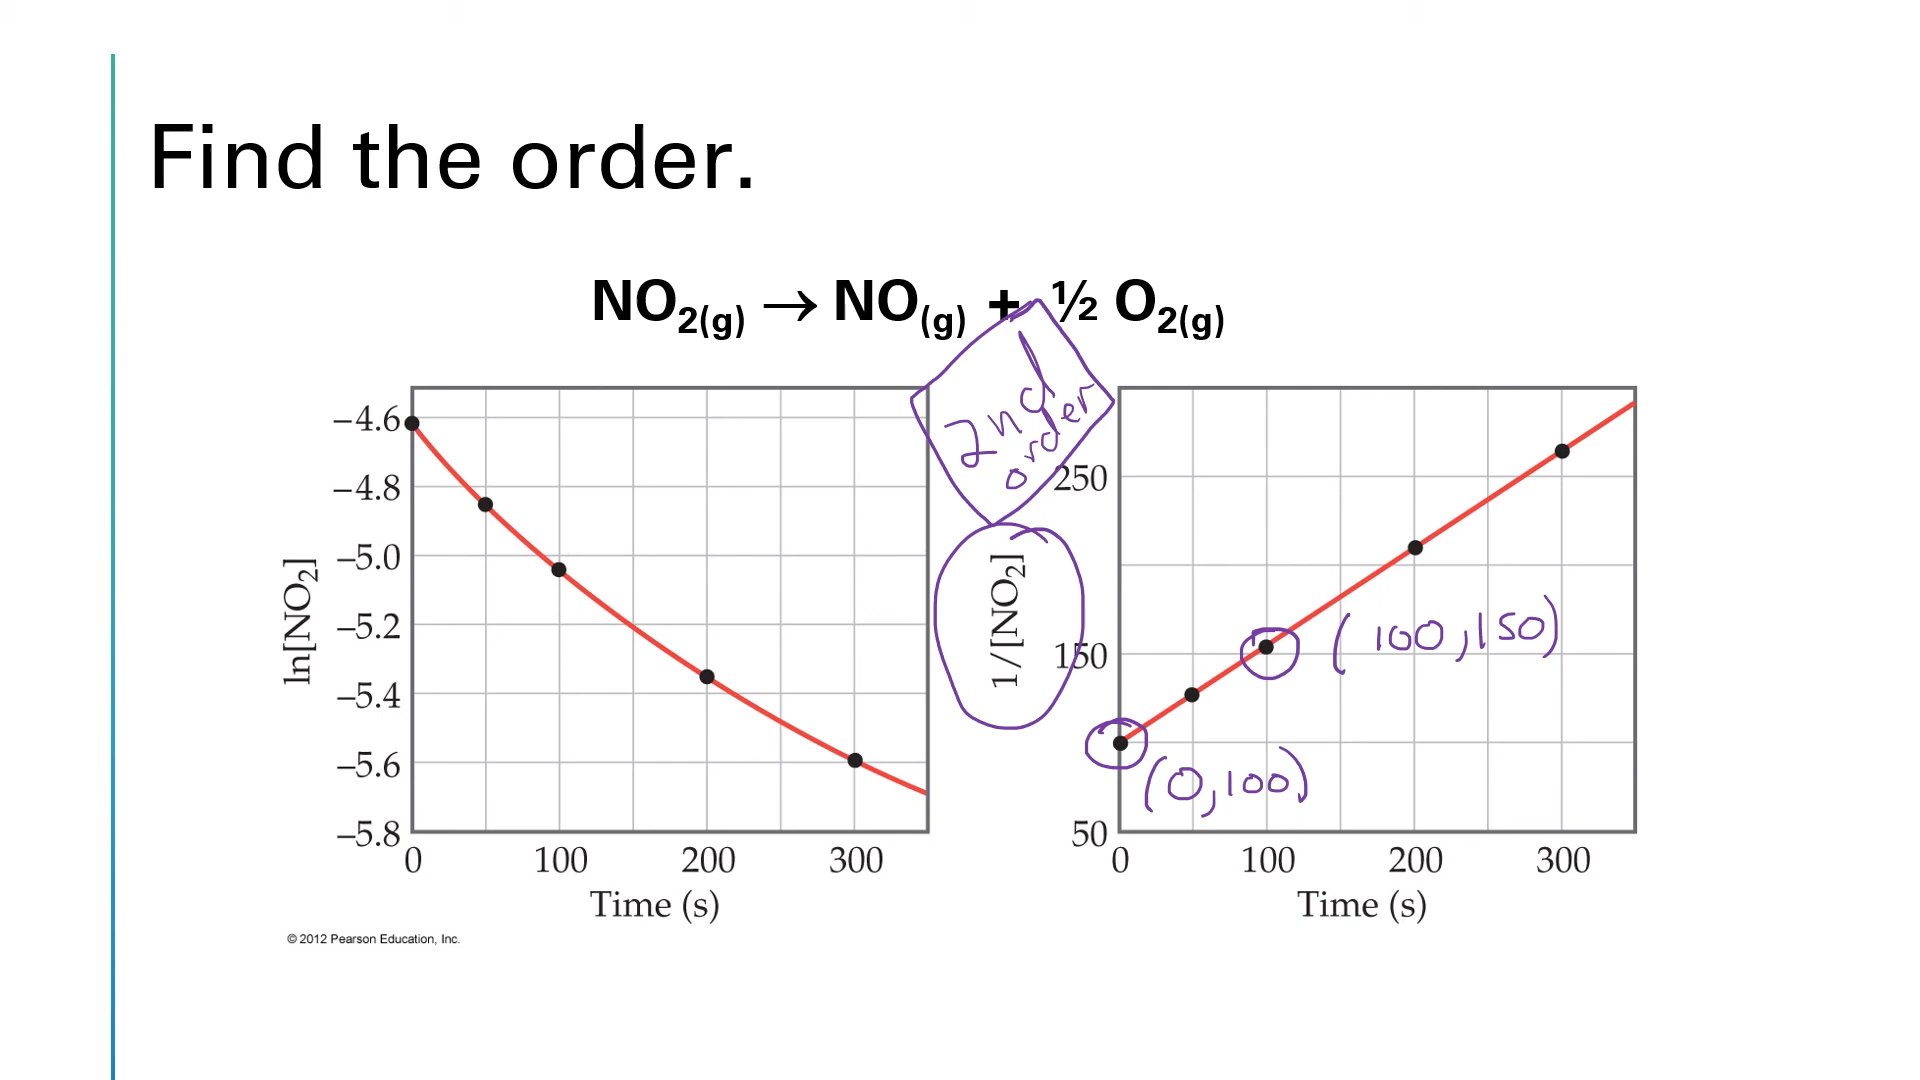 Find the order.
NO2(g) → NO(g) + ½ O2(g)
2nd
order
–4.6
–4.8
–5.0
–5.2
–5.4
–5.6
–5.8
ln[NO2]
0 100 200 300
Time (s)
250
150
50
1/[NO2]
(100,150)
(0,100)
0 100 200 300
Time (s)
© 2012 Pearson Education, Inc.